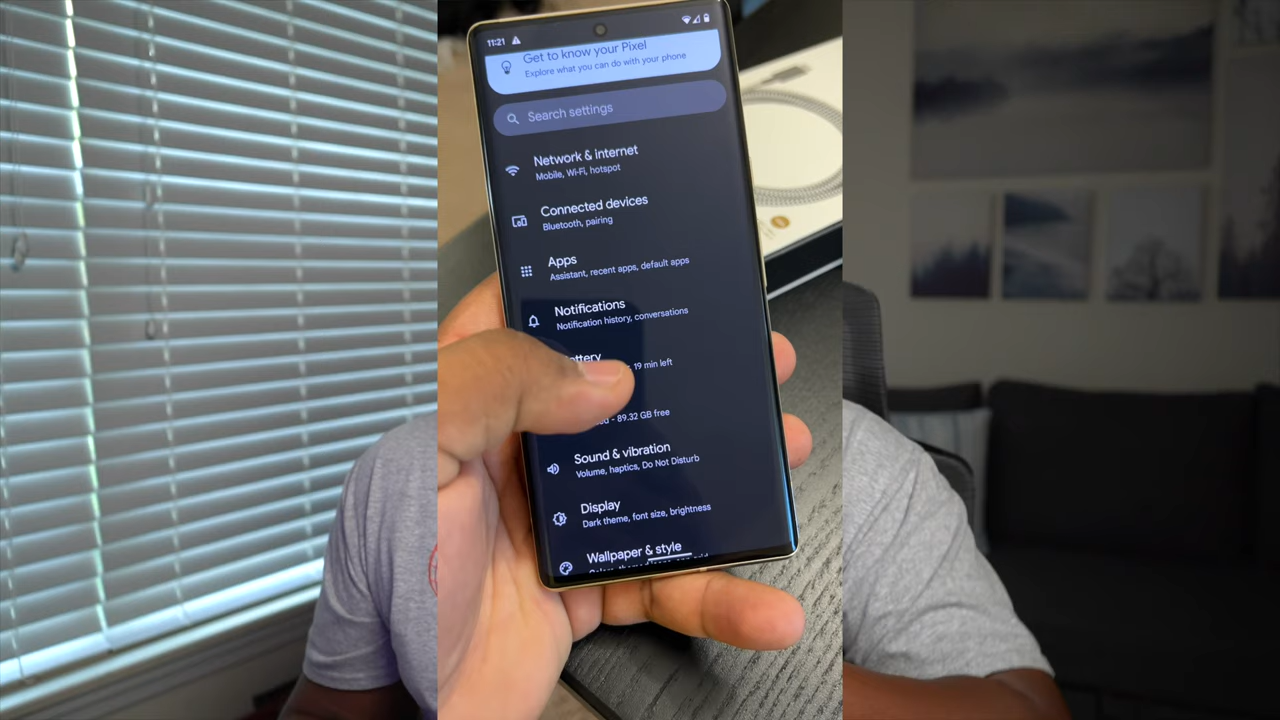 11:21
Get to know your Pixel
Explore what you can do with your phone
Search settings
Network & internet
Mobile, Wi-Fi, hotspot
Connected devices
Bluetooth, pairing
Apps
Assistant, recent apps, default apps
Notifications
Notification history, conversations
19 min left
- 89.32 GB free
Sound & vibration
Volume, haptics, Do Not Disturb
Display
Dark theme, font size, brightness
Wallpaper & style